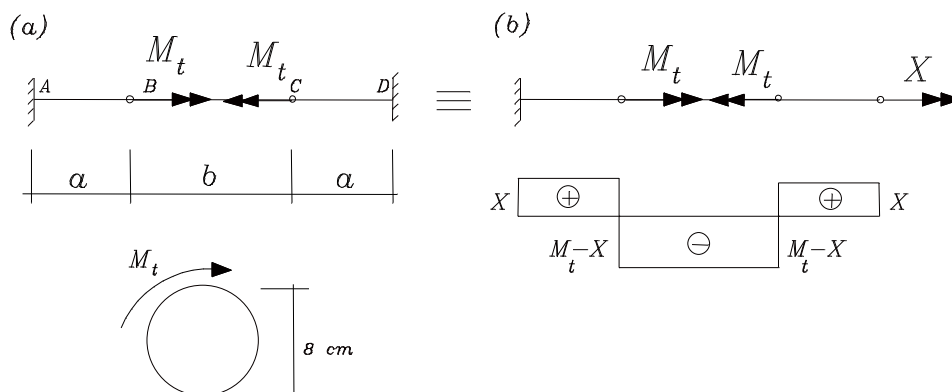 (a)
M_t M_t
A B C D
a b a
M_t
8 cm
(b)
M_t M_t X
≡
X + + X
M_t-X − M_t-X